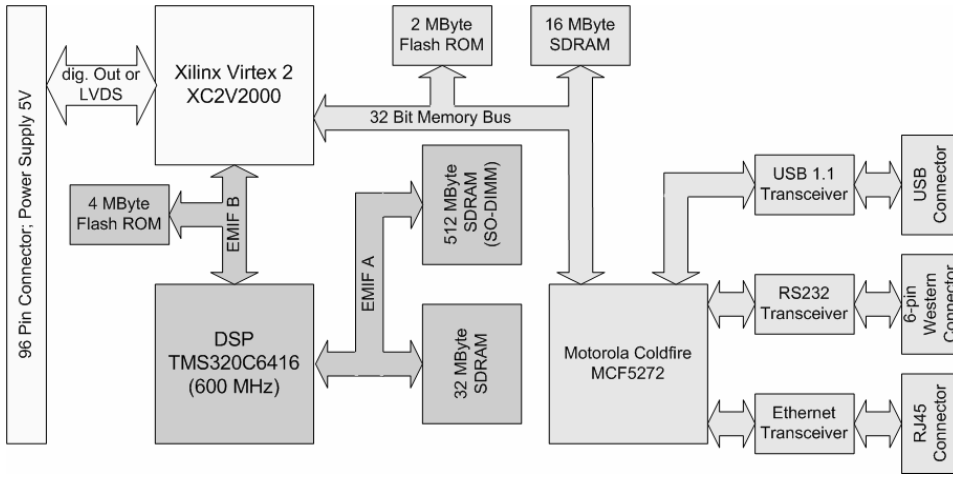 96 Pin Connector; Power Supply 5V
dig. Out or
LVDS
Xilinx Virtex 2
XC2V2000
2 MByte
Flash ROM
16 MByte
SDRAM
32 Bit Memory Bus
4 MByte
Flash ROM
EMIF B
EMIF A
512 MByte
SDRAM
(SO-DIMM)
32 MByte
SDRAM
DSP
TMS320C6416
(600 MHz)
Motorola Coldfire
MCF5272
USB 1.1
Transceiver
USB
Connector
RS232
Transceiver
6-pin
Western
Connector
Ethernet
Transceiver
RJ45
Connector